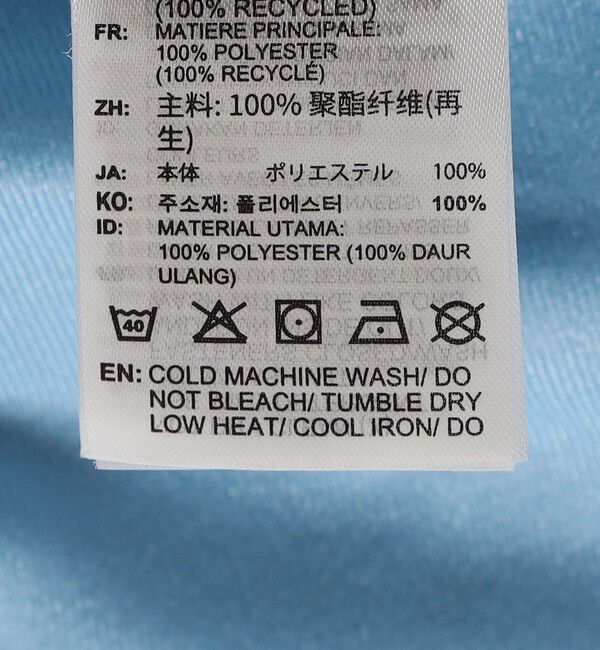 (100% RECYCLED)
FR: MATIERE PRINCIPALE:
100% POLYESTER
(100% RECYCLÉ)
ZH: 主料: 100% 聚酯纤维(再
生)
JA: 本体 ポリエステル 100%
KO: 주소재: 폴리에스터 100%
ID: MATERIAL UTAMA:
100% POLYESTER (100% DAUR
ULANG)
40
EN: COLD MACHINE WASH/ DO
NOT BLEACH/ TUMBLE DRY
LOW HEAT/ COOL IRON/ DO